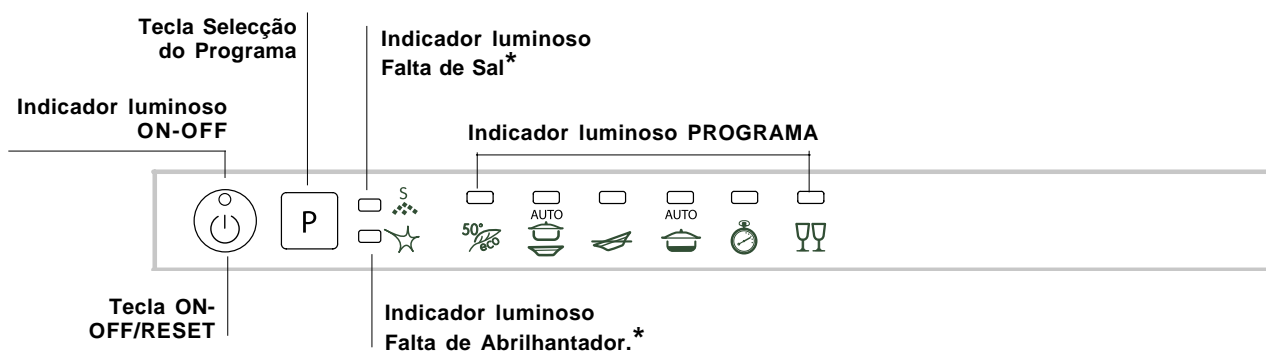 Tecla Selecção
do Programa
Indicador luminoso
Falta de Sal*
Indicador luminoso
ON-OFF
Indicador luminoso PROGRAMA
S
P
AUTO
AUTO
50°
eco
Tecla ON-
OFF/RESET
Indicador luminoso
Falta de Abrilhantador.*